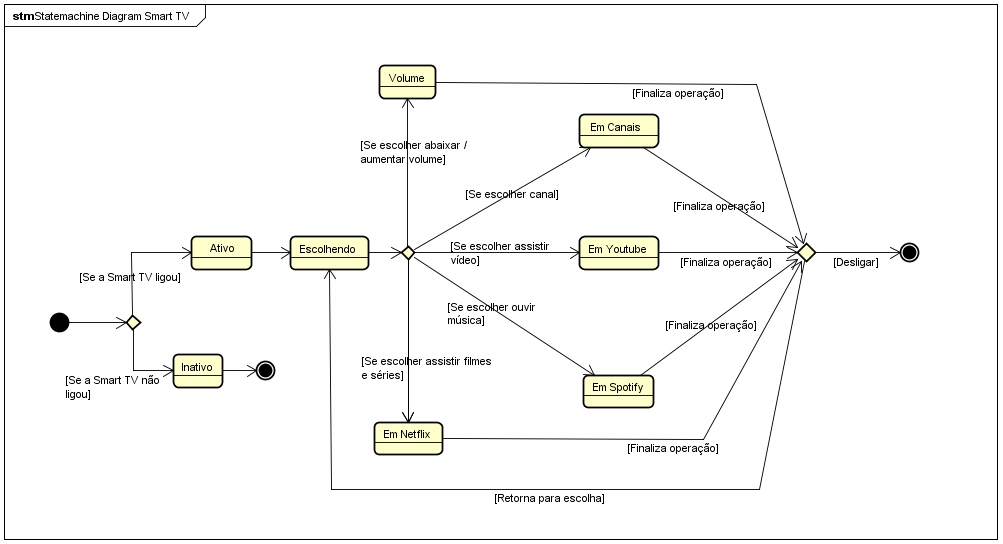 stm Statemachine Diagram Smart TV
Volume
[Finaliza operação]
Em Canais
[Se escolher abaixar /
aumentar volume]
[Se escolher canal]
[Finaliza operação]
Ativo
Escolhendo
[Se escolher assistir
vídeo]
Em Youtube
[Finaliza operação]
[Desligar]
[Se a Smart TV ligou]
[Se escolher ouvir
música]
[Finaliza operação]
Inativo
[Se a Smart TV não
ligou]
[Se escolher assistir filmes
e séries]
Em Spotify
Em Netflix
[Finaliza operação]
[Retorna para escolha]